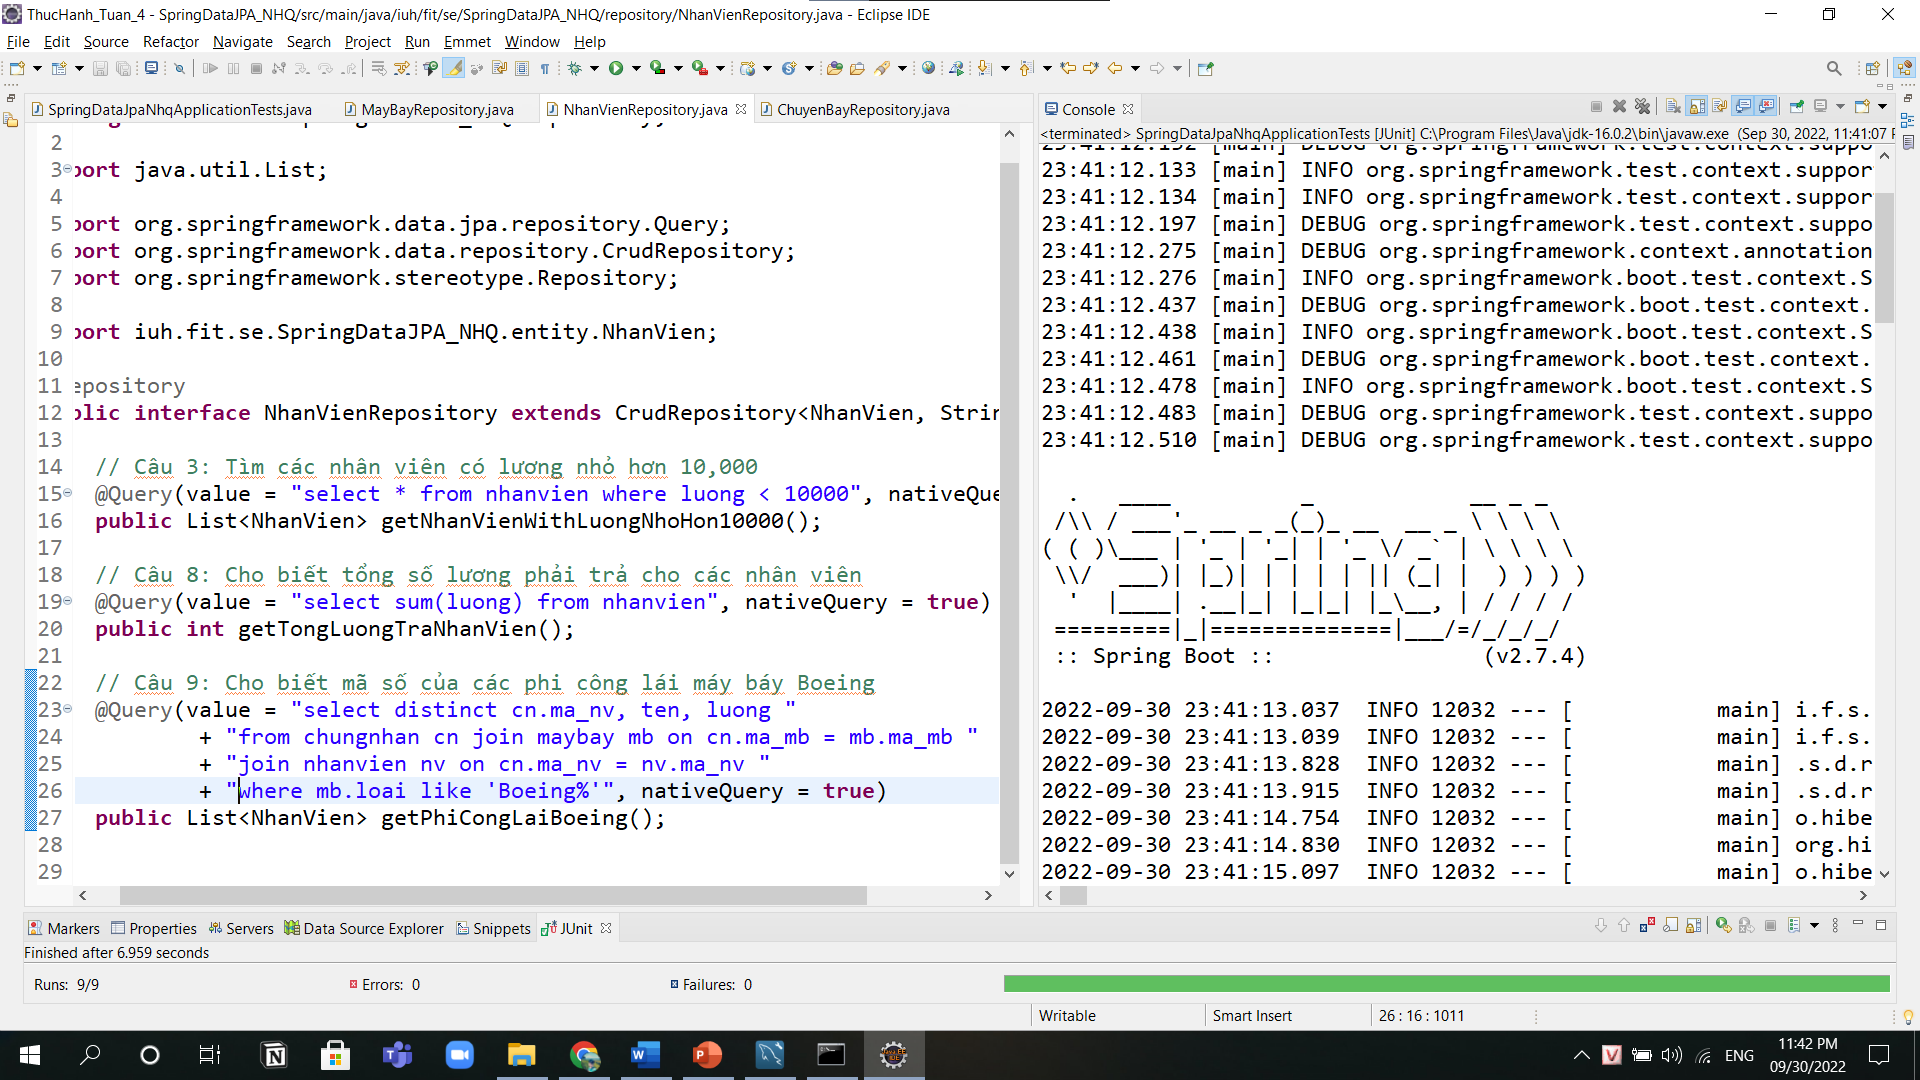 ThucHanh_Tuan_4 - SpringDataJPA_NHQ/src/main/java/iuh/fit/se/SpringDataJPA_NHQ/repository/NhanVienRepository.java - Eclipse IDE
File Edit Source Refactor Navigate Search Project Run Emmet Window Help
SpringDataJpaNhqApplicationTests.java MayBayRepository.java NhanVienRepository.java ChuyenBayRepository.java
2
3 port java.util.List;
4
5 port org.springframework.data.jpa.repository.Query;
6 port org.springframework.data.repository.CrudRepository;
7 port org.springframework.stereotype.Repository;
8
9 port iuh.fit.se.SpringDataJPA_NHQ.entity.NhanVien;
10
11 epository
12 blic interface NhanVienRepository extends CrudRepository<NhanVien, Strin
13
14 // Câu 3: Tìm các nhân viên có lương nhỏ hơn 10,000
15 @Query(value = "select * from nhanvien where luong < 10000", nativeQue
16 public List<NhanVien> getNhanVienWithLuongNhoHon10000();
17
18 // Câu 8: Cho biết tổng số lương phải trả cho các nhân viên
19 @Query(value = "select sum(luong) from nhanvien", nativeQuery = true)
20 public int getTongLuongTraNhanVien();
21
22 // Câu 9: Cho biết mã số của các phi công lái máy báy Boeing
23 @Query(value = "select distinct cn.ma_nv, ten, luong "
24 + "from chungnhan cn join maybay mb on cn.ma_mb = mb.ma_mb "
25 + "join nhanvien nv on cn.ma_nv = nv.ma_nv "
26 + "where mb.loai like 'Boeing%'", nativeQuery = true)
27 public List<NhanVien> getPhiCongLaiBoeing();
28
29
Console
<terminated> SpringDataJpaNhqApplicationTests [JUnit] C:\Program Files\Java\jdk-16.0.2\bin\javaw.exe (Sep 30, 2022, 11:41:07 P
23:41:12.132 [main] DEBUG org.springframework.test.context.suppo
23:41:12.133 [main] INFO org.springframework.test.context.suppor
23:41:12.134 [main] INFO org.springframework.test.context.suppor
23:41:12.197 [main] DEBUG org.springframework.test.context.suppo
23:41:12.275 [main] DEBUG org.springframework.context.annotation
23:41:12.276 [main] INFO org.springframework.boot.test.context.S
23:41:12.437 [main] DEBUG org.springframework.boot.test.context.
23:41:12.438 [main] INFO org.springframework.boot.test.context.S
23:41:12.461 [main] DEBUG org.springframework.boot.test.context.
23:41:12.478 [main] INFO org.springframework.boot.test.context.S
23:41:12.483 [main] DEBUG org.springframework.test.context.suppo
23:41:12.510 [main] DEBUG org.springframework.test.context.suppo
Spring
:: Spring Boot :: (v2.7.4)
2022-09-30 23:41:13.037 INFO 12032 --- [ main] i.f.s.
2022-09-30 23:41:13.039 INFO 12032 --- [ main] i.f.s.
2022-09-30 23:41:13.828 INFO 12032 --- [ main] .s.d.r
2022-09-30 23:41:13.915 INFO 12032 --- [ main] .s.d.r
2022-09-30 23:41:14.754 INFO 12032 --- [ main] o.hibe
2022-09-30 23:41:14.830 INFO 12032 --- [ main] org.hi
2022-09-30 23:41:15.097 INFO 12032 --- [ main] o.hibe
Markers Properties Servers Data Source Explorer Snippets JUnit
Finished after 6.959 seconds
Runs: 9/9 Errors: 0 Failures: 0
Writable Smart Insert 26 : 16 : 1011
ENG
11:42 PM
09/30/2022